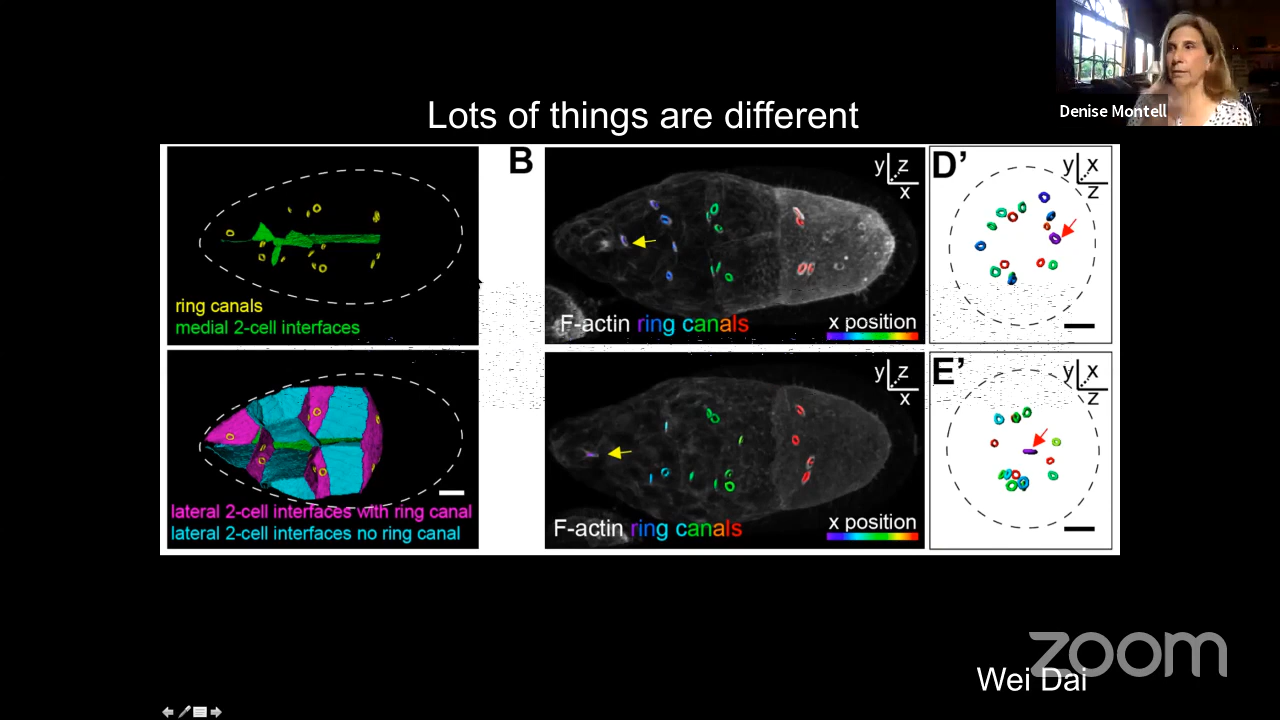 Denise Montell
Lots of things are different
ring canals
medial 2-cell interfaces
lateral 2-cell interfaces with ring canal
lateral 2-cell interfaces no ring canal
B
y z
x
F-actin ring canals
x position
D’
y x
z
y z
x
F-actin ring canals
x position
E’
y x
z
zoom
Wei Dai